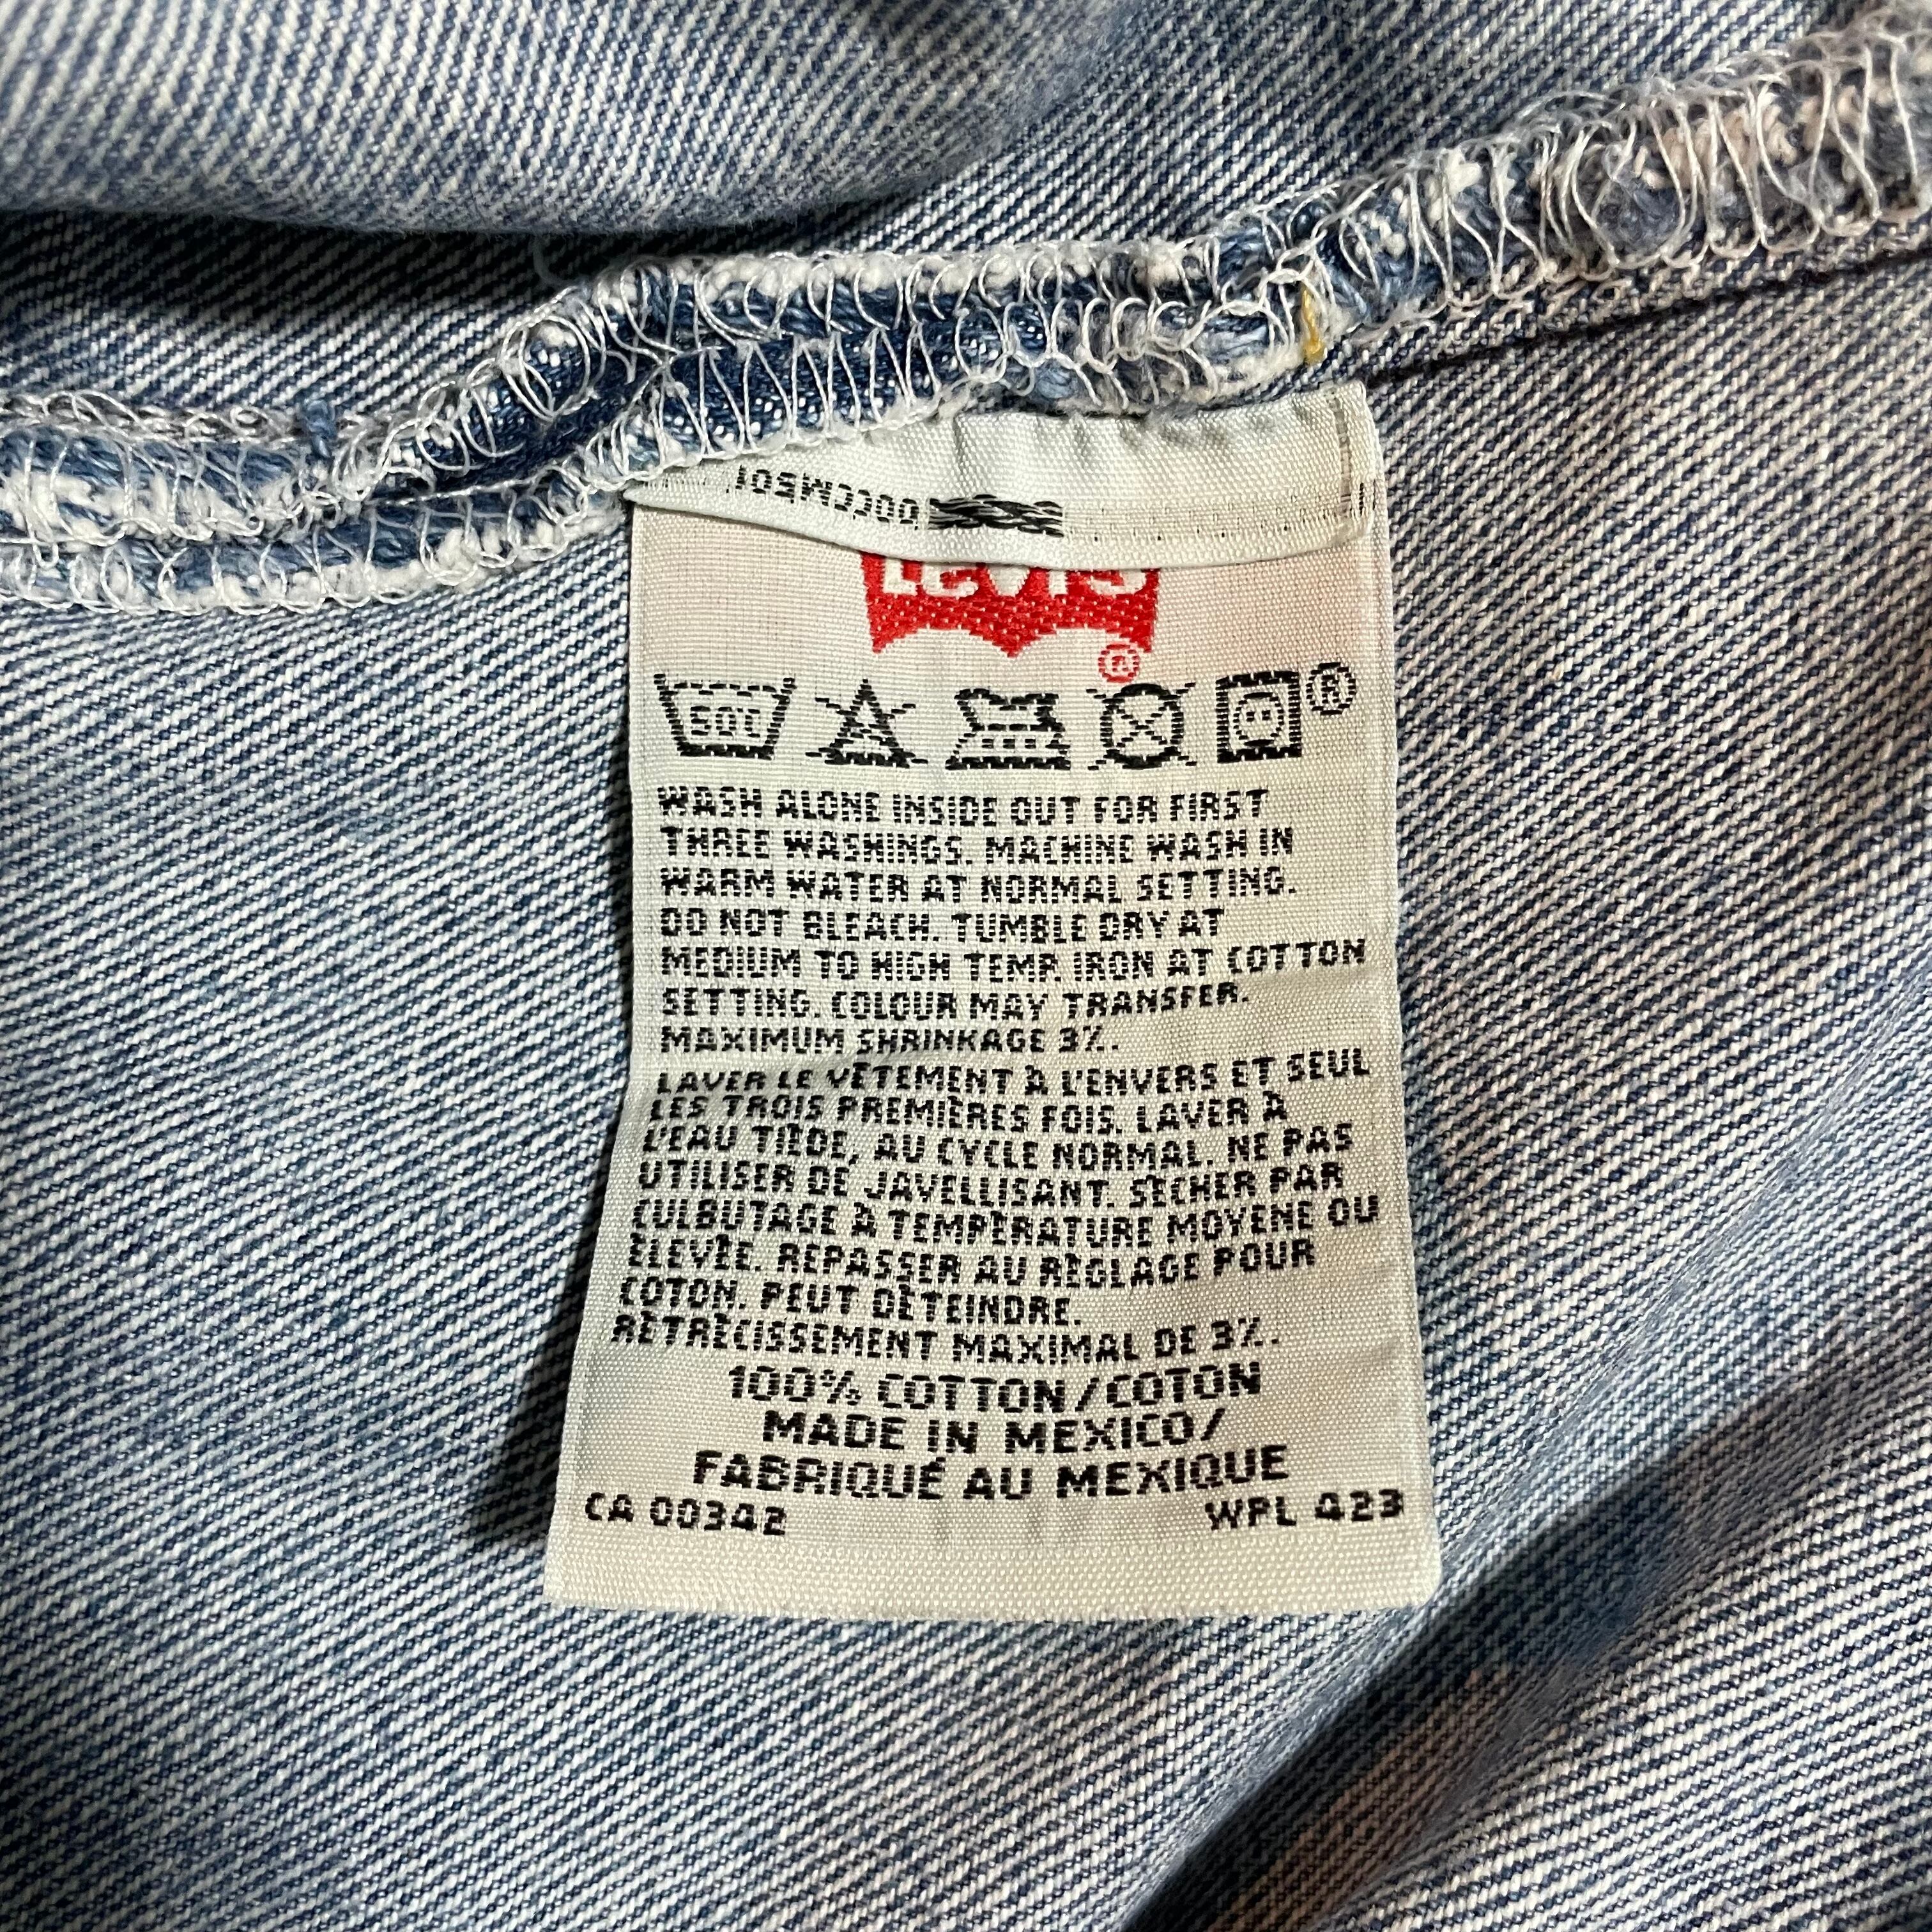 LEVI'S
®
50°C
®
WASH ALONE INSIDE OUT FOR FIRST
THREE WASHINGS. MACHINE WASH IN
WARM WATER AT NORMAL SETTING.
DO NOT BLEACH. TUMBLE DRY AT
MEDIUM TO HIGH TEMP. IRON AT COTTON
SETTING. COLOUR MAY TRANSFER.
MAXIMUM SHRINKAGE 3%.
LAVER LE VÊTEMENT À L'ENVERS ET SEUL
LES TROIS PREMIÈRES FOIS. LAVER À
L'EAU TIÈDE, AU CYCLE NORMAL. NE PAS
UTILISER DE JAVELLISANT. SÉCHER PAR
CULBUTAGE À TEMPÉRATURE MOYENE OU
ÉLEVÉE. REPASSER AU RÉGLAGE POUR
COTON. PEUT DÉTEINDRE.
RÉTRÉCISSEMENT MAXIMAL DE 3%.
100% COTTON/COTON
MADE IN MEXICO/
FABRIQUÉ AU MEXIQUE
CA 00342 WPL 423